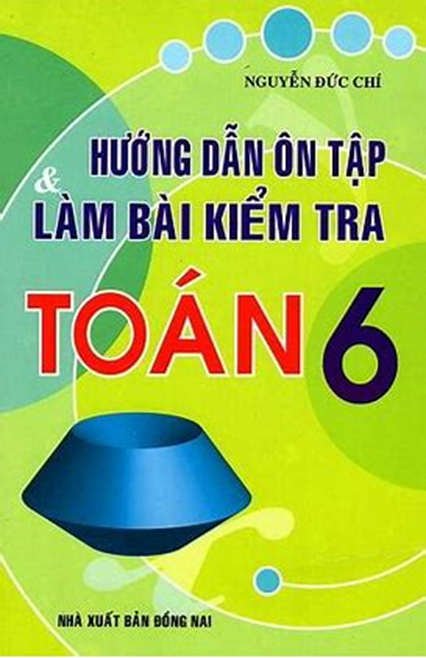 NGUYỄN ĐỨC CHÍ
HƯỚNG DẪN ÔN TẬP
& LÀM BÀI KIỂM TRA
TOÁN 6
NHÀ XUẤT BẢN ĐỒNG NAI